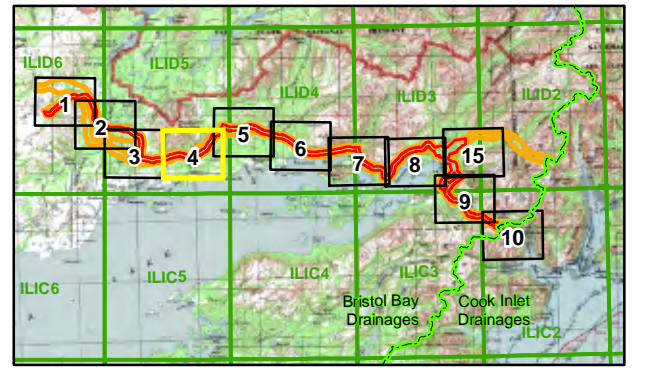 ILID6
ILID5
ILID4
ILID3
ILID2
1
2
3
4
5
6
7
8
15
9
10
ILIC6
ILIC5
ILIC4
ILIC3
ILIC2
Bristol Bay
Drainages
Cook Inlet
Drainages